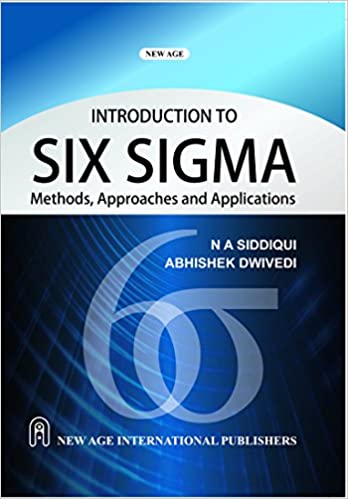 NEW AGE
INTRODUCTION TO
SIX SIGMA
Methods, Approaches and Applications
N A SIDDIQUI
ABHISHEK DWIVEDI
6σ
NEW AGE INTERNATIONAL PUBLISHERS